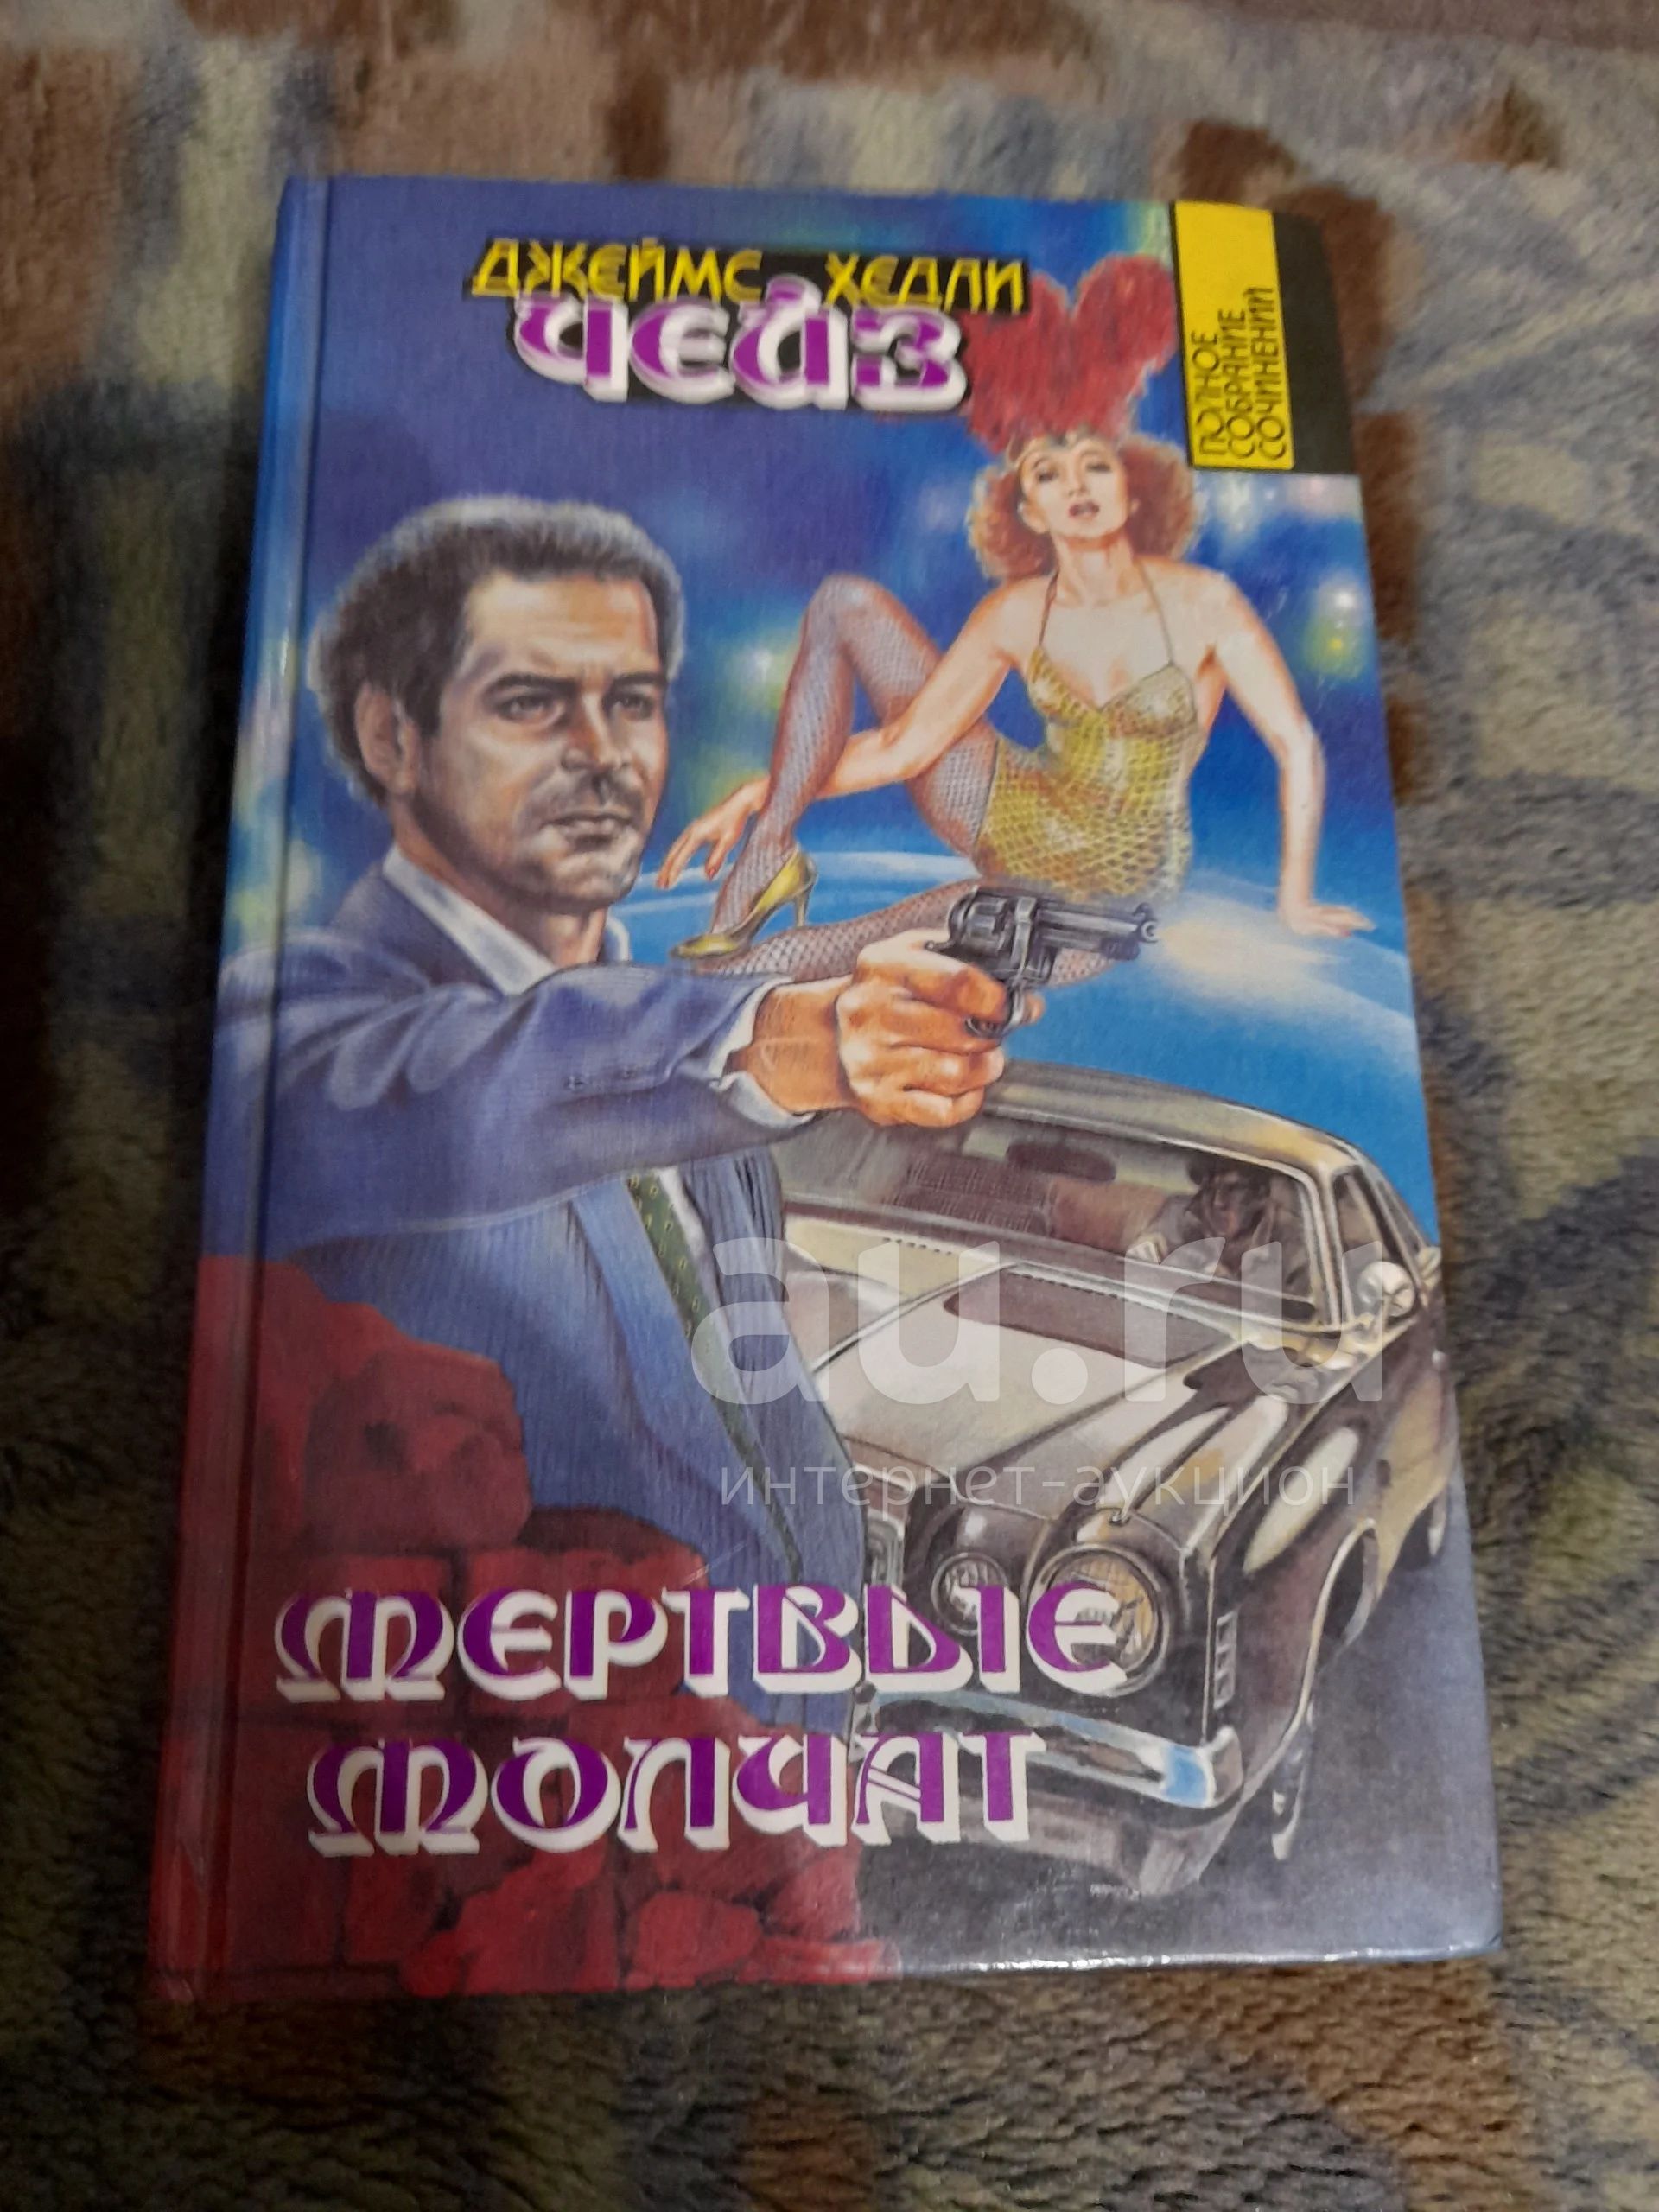 ДЖЕЙМС ХЕДЛИ
ЧЕЙЗ
ПОЛНОЕ
СОБРАНИЕ
СОЧИНЕНИЙ
au.ru
интернет-аукцион
МЕРТВЫЕ
МОЛЧАТ